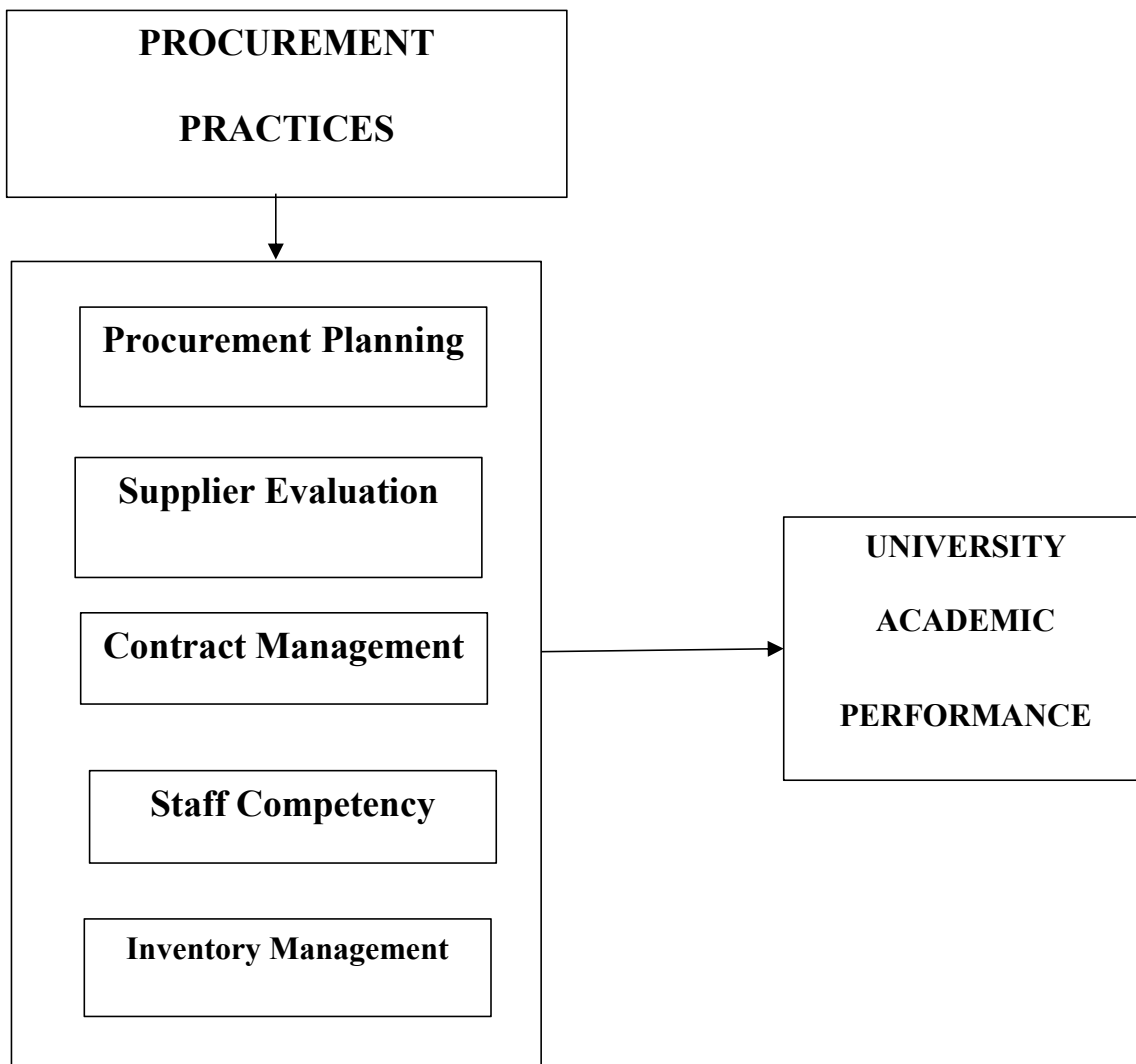 PROCUREMENT
PRACTICES
Procurement Planning
Supplier Evaluation
Contract Management
Staff Competency
Inventory Management
UNIVERSITY
ACADEMIC
PERFORMANCE